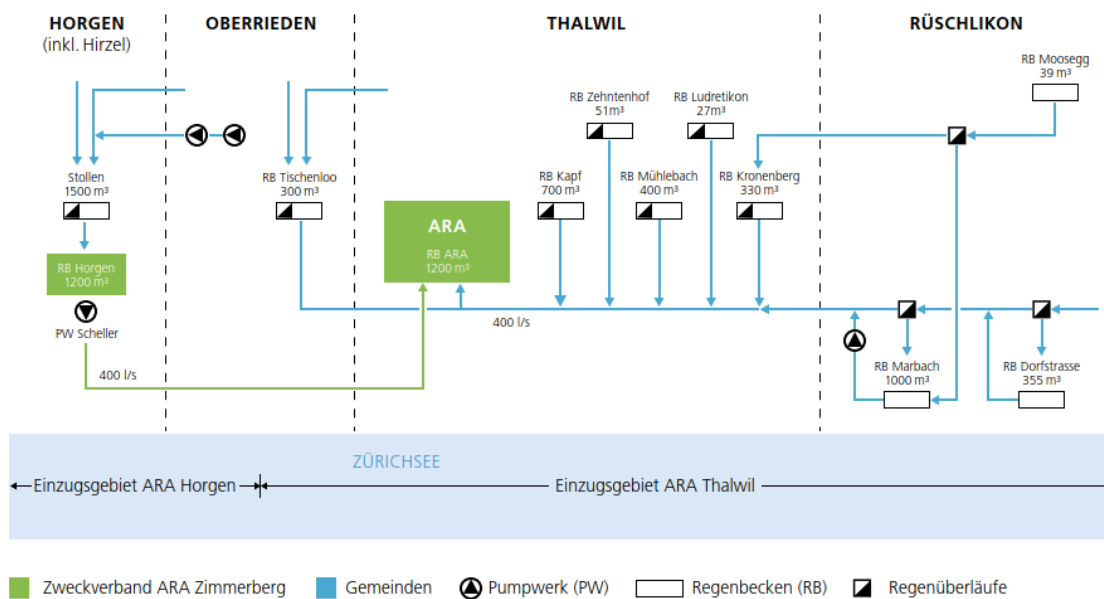 HORGEN
(inkl. Hirzel)
OBERRIEDEN
THALWIL
RÜSCHLIKON
RB Moosegg
39 m³
RB Zehntenhof
51m³
RB Ludretikon
27m³
Stollen
1500 m³
RB Tischenloo
300 m³
RB Kapf
700 m³
RB Mühlebach
400 m³
RB Kronenberg
330 m³
ARA
RB ARA
1200 m³
RB Horgen
1200 m³
PW Scheller
400 l/s
400 l/s
RB Marbach
1000 m³
RB Dorfstrasse
355 m³
ZÜRICHSEE
Einzugsgebiet ARA Horgen
Einzugsgebiet ARA Thalwil
Zweckverband ARA Zimmerberg
Gemeinden
Pumpwerk (PW)
Regenbecken (RB)
Regenüberläufe